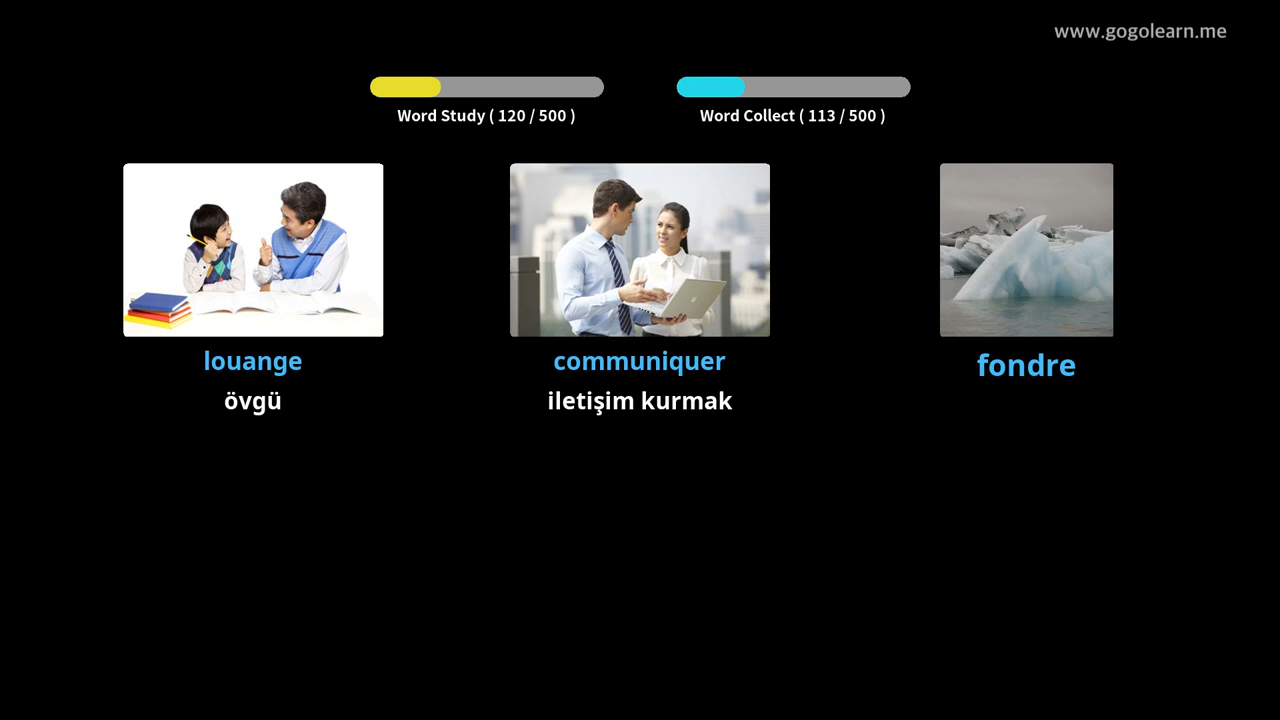 www.gogolearn.me
Word Study ( 120 / 500 )
Word Collect ( 113 / 500 )
louange
övgü
communiquer
iletişim kurmak
fondre